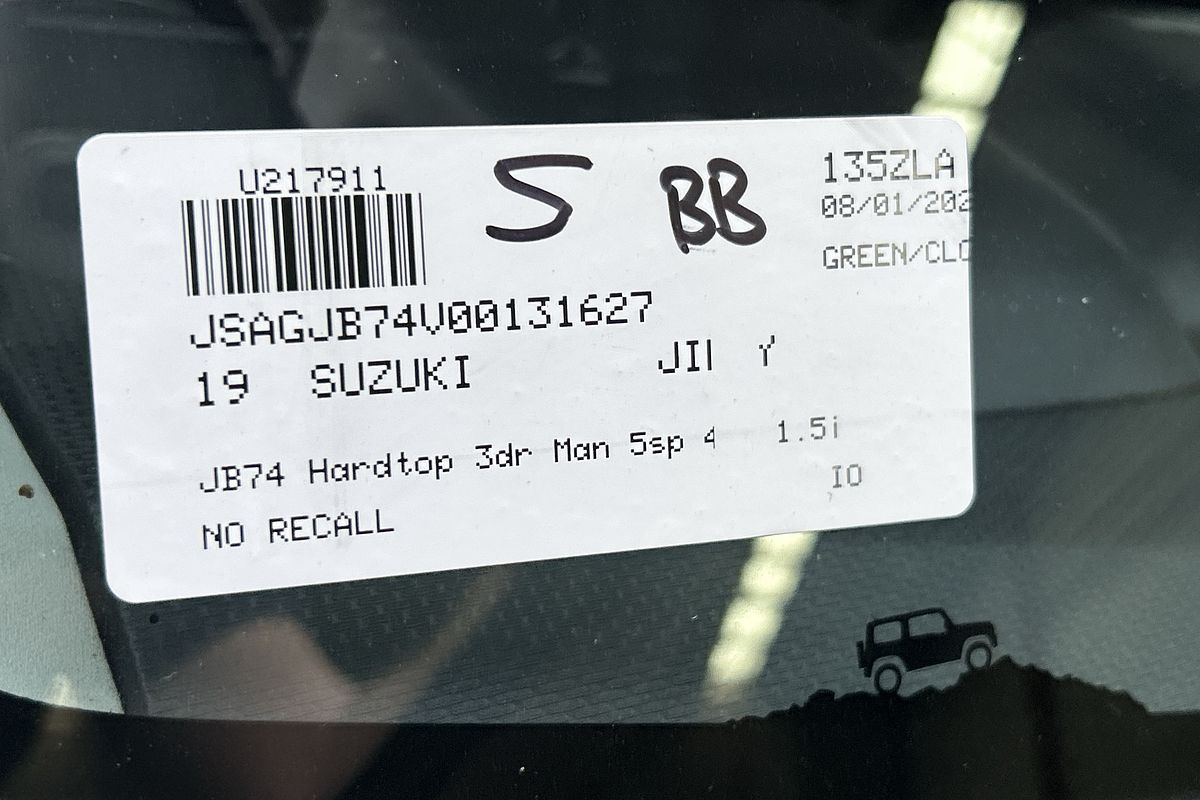 U217911
S BB
135ZLA
08/01/202
GREEN/CLO
JSAGJB74V00131627
19 SUZUKI
JB74 Hardtop 3dr Man 5sp 4 1.5i
IO
NO RECALL